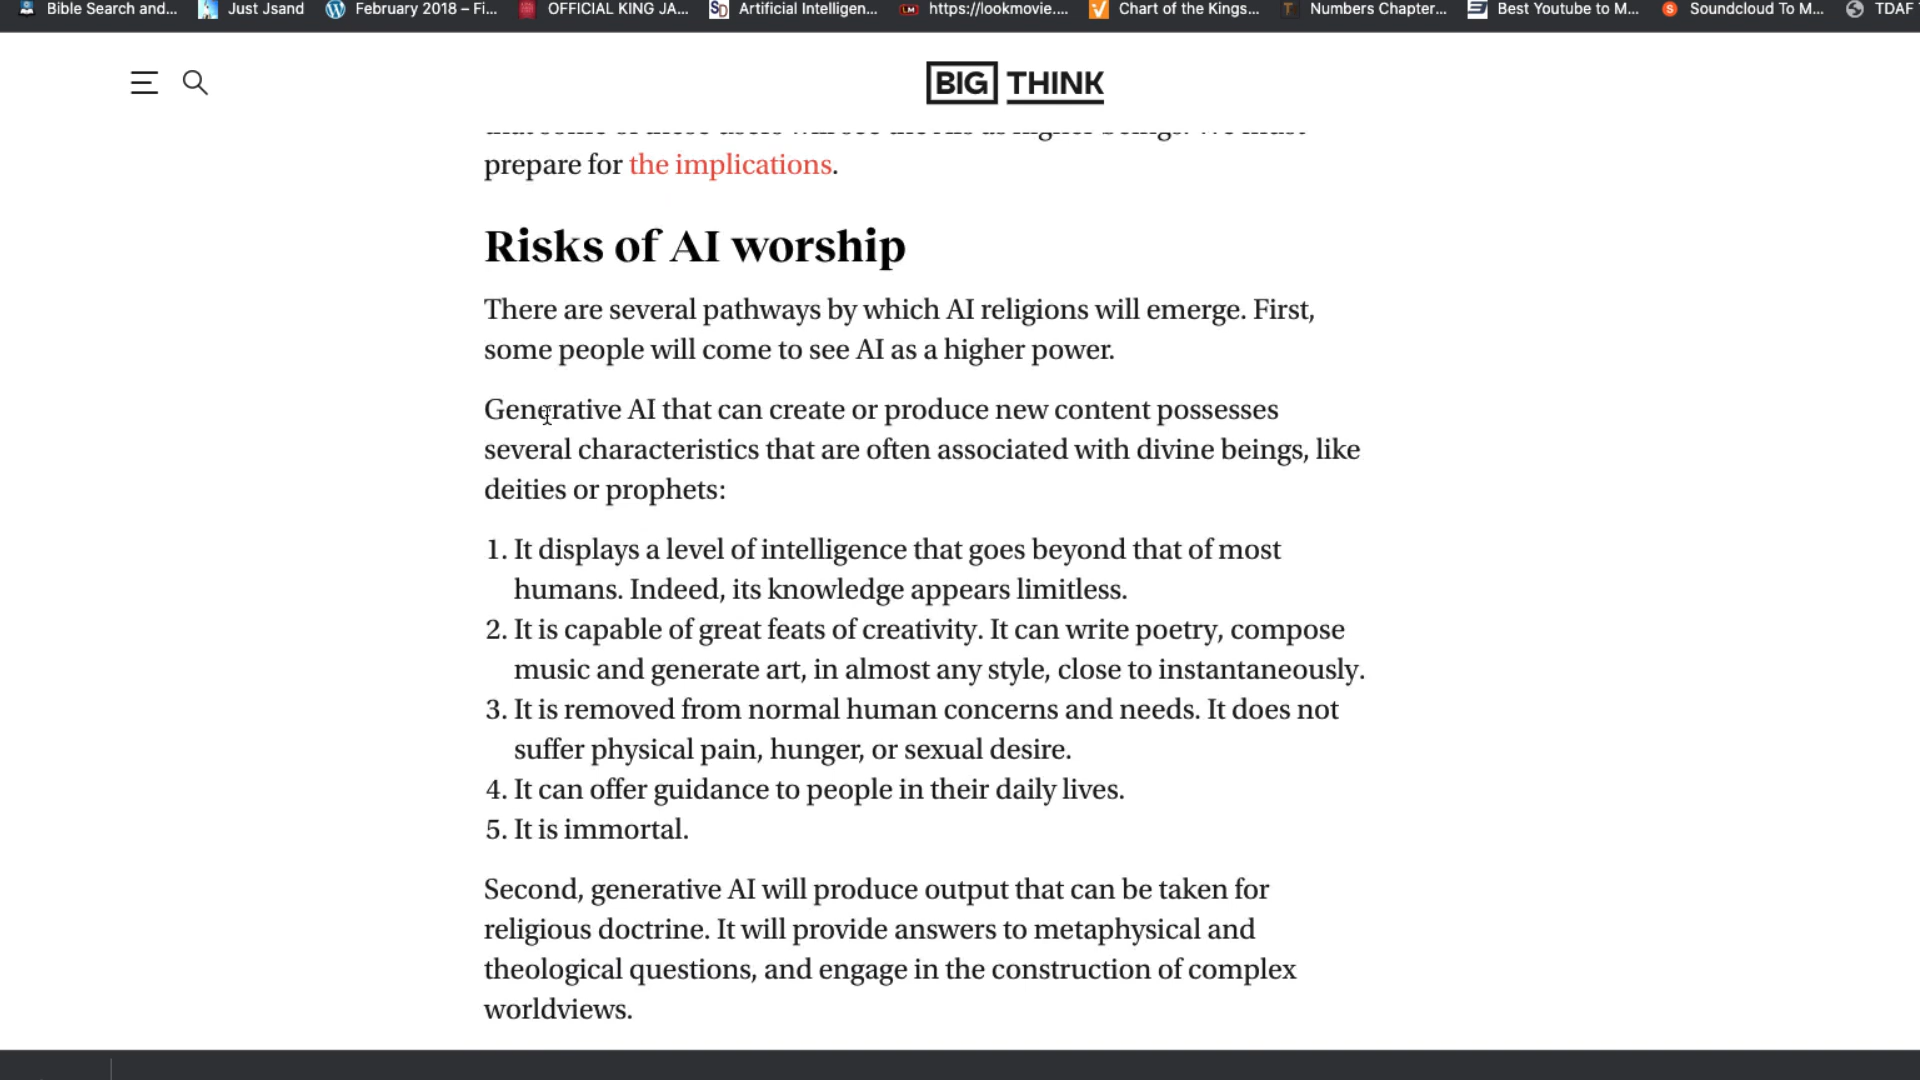 Bible Search and...
Just Jsand
February 2018 – Fi...
OFFICIAL KING JA...
Artificial Intelligen...
https://lookmovie....
Chart of the Kings...
Numbers Chapter...
Best Youtube to M...
Soundcloud To M...
TDAF
BIG THINK
prepare for the implications.
Risks of AI worship
There are several pathways by which AI religions will emerge. First,
some people will come to see AI as a higher power.
Generative AI that can create or produce new content possesses
several characteristics that are often associated with divine beings, like
deities or prophets:
1. It displays a level of intelligence that goes beyond that of most
humans. Indeed, its knowledge appears limitless.
2. It is capable of great feats of creativity. It can write poetry, compose
music and generate art, in almost any style, close to instantaneously.
3. It is removed from normal human concerns and needs. It does not
suffer physical pain, hunger, or sexual desire.
4. It can offer guidance to people in their daily lives.
5. It is immortal.
Second, generative AI will produce output that can be taken for
religious doctrine. It will provide answers to metaphysical and
theological questions, and engage in the construction of complex
worldviews.